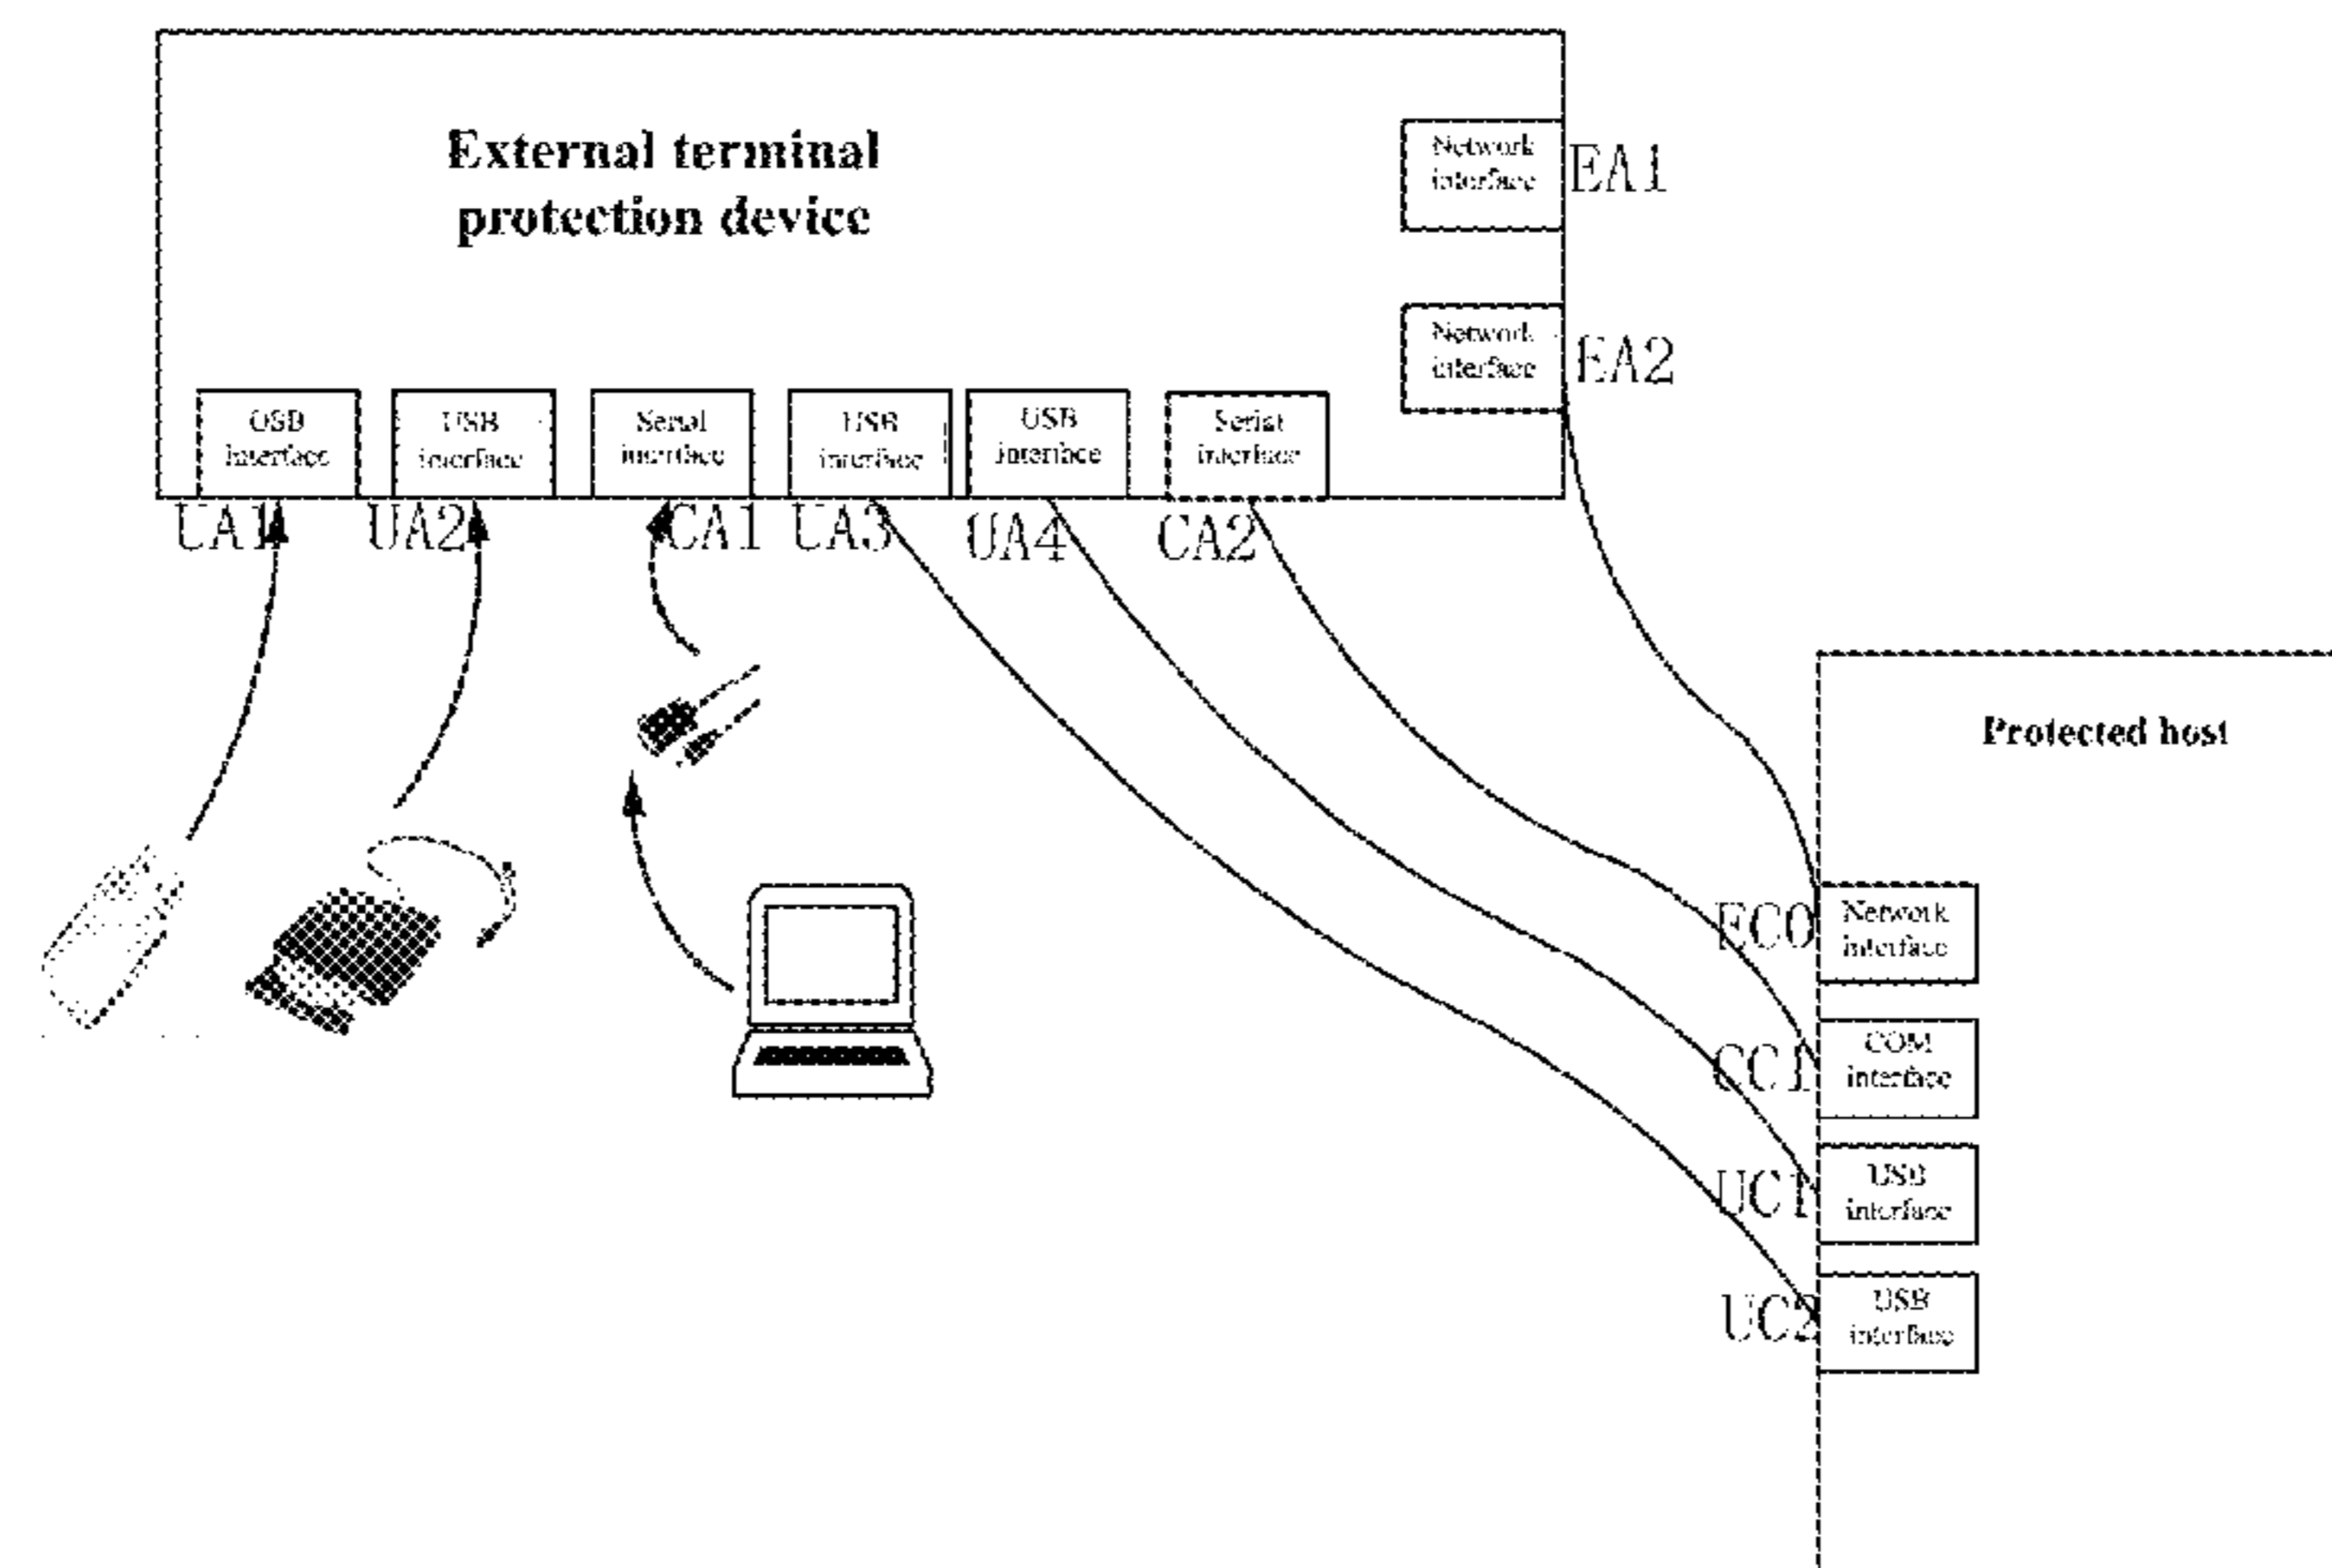 External terminal
protection device
Network
interface
EA1
Network
interface
EA2
USB
interface
USB
interface
Serial
interface
USB
interface
USB
interface
Serial
interface
UA1
UA2
CA1
UA3
UA4
CA2
Protected host
EC0
Network
interface
CC1
COM
interface
UC1
USB
interface
UC2
USB
interface